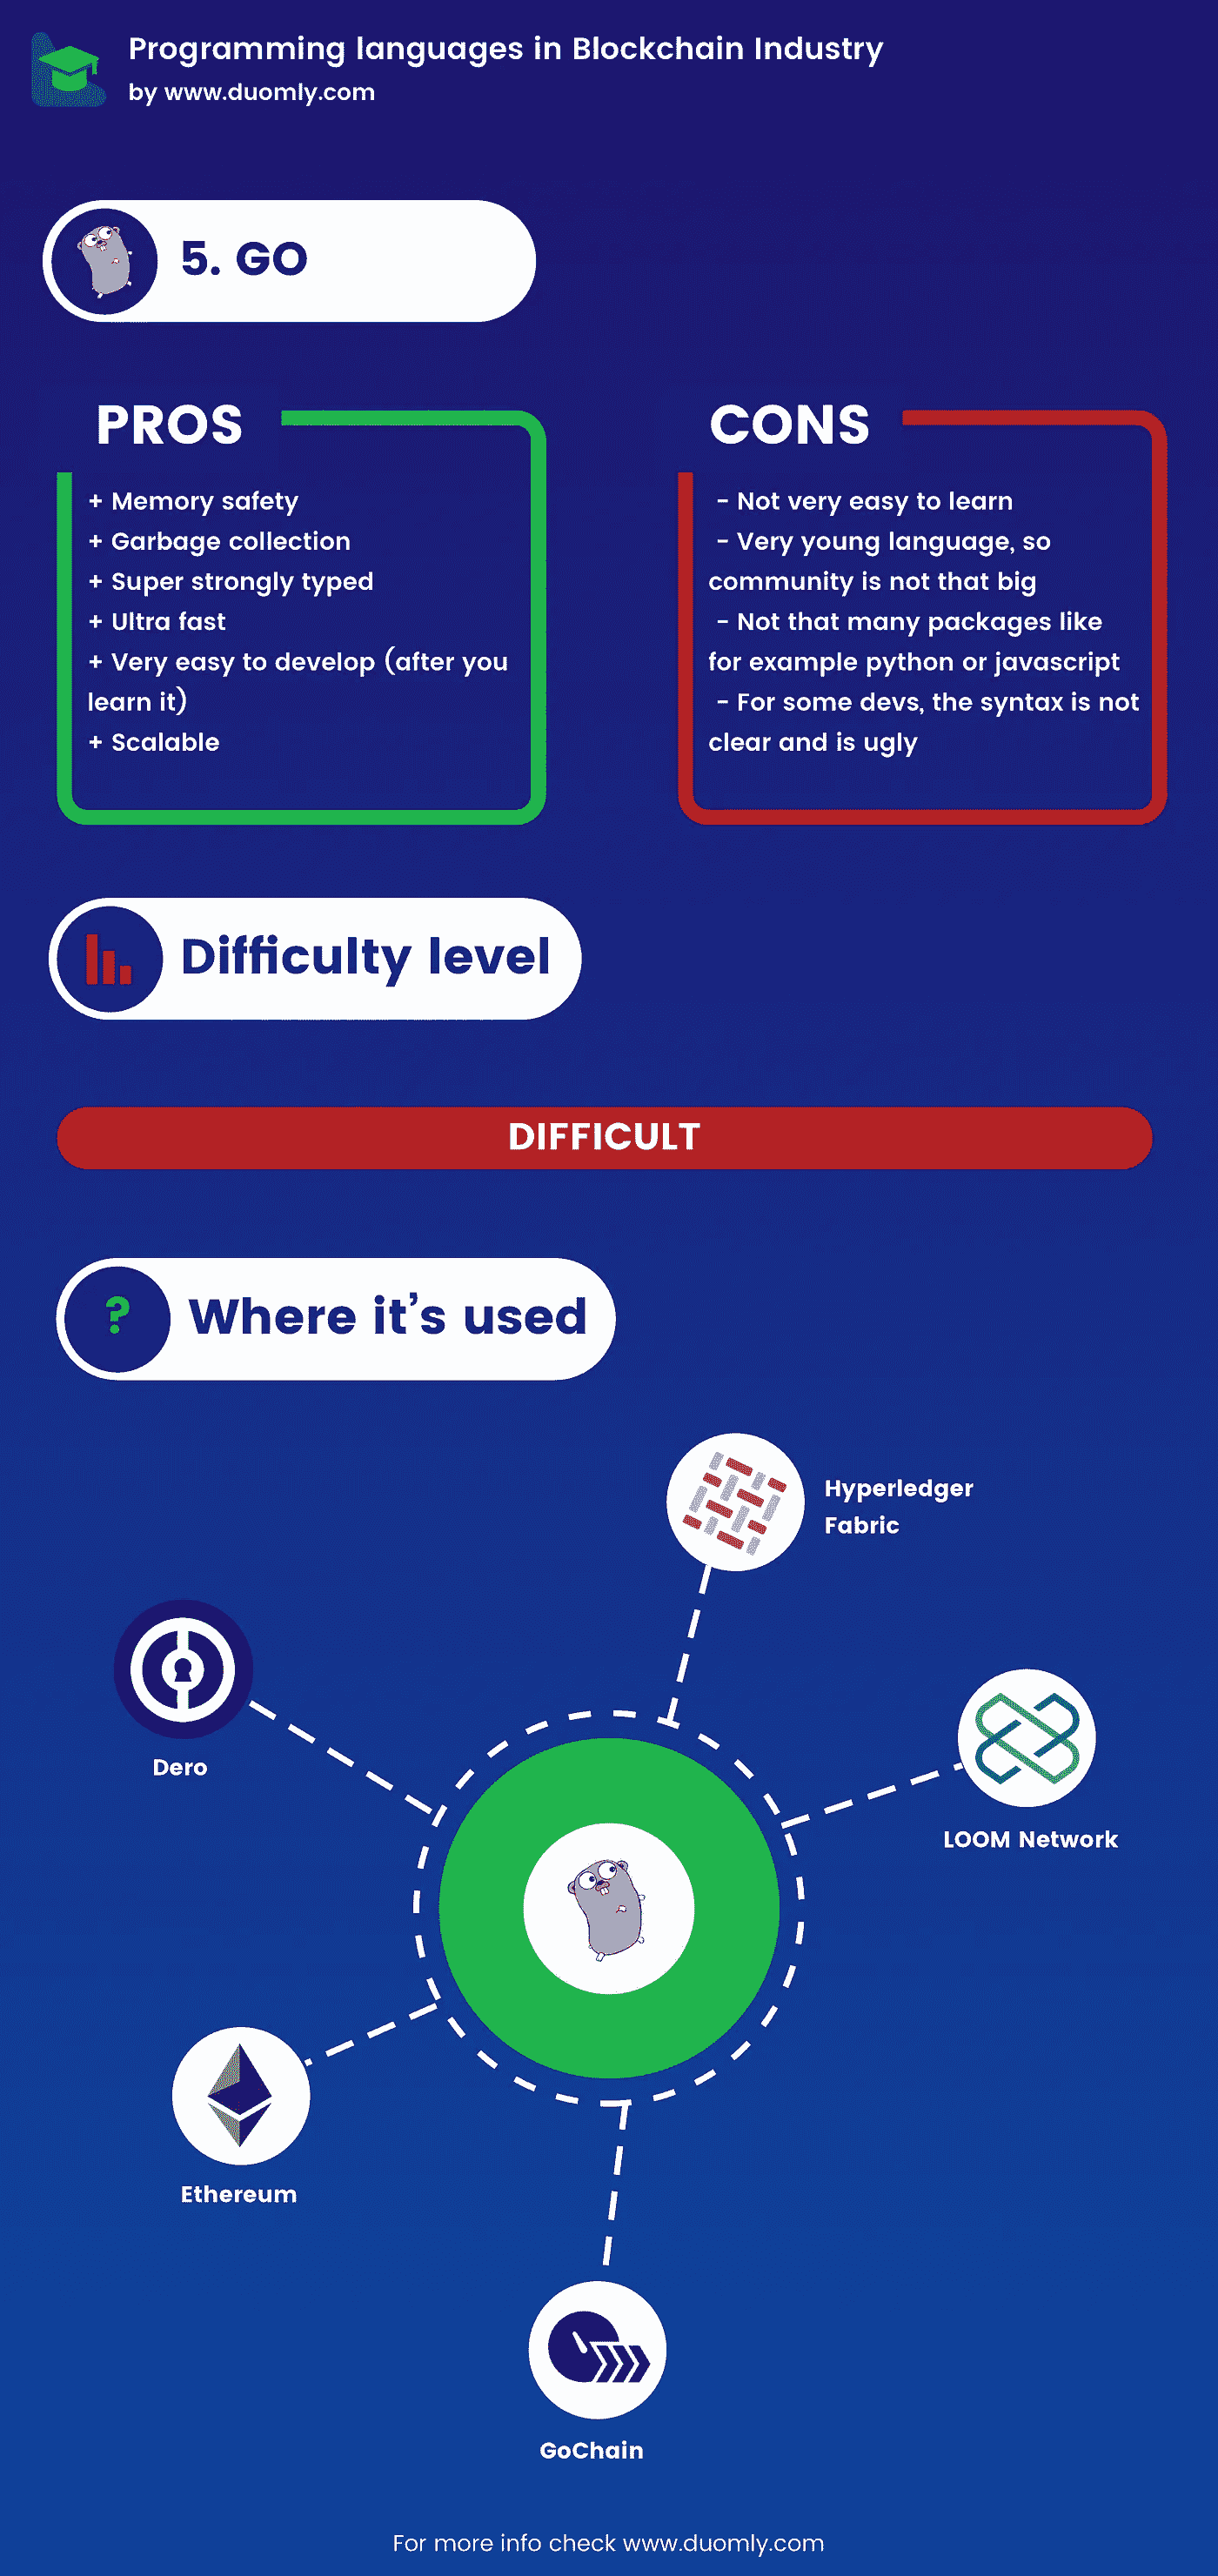 Programming languages in Blockchain Industry
by www.duomly.com
5. GO
PROS
+ Memory safety
+ Garbage collection
+ Super strongly typed
+ Ultra fast
+ Very easy to develop (after you
learn it)
+ Scalable
CONS
- Not very easy to learn
- Very young language, so
community is not that big
- Not that many packages like
for example python or javascript
- For some devs, the syntax is not
clear and is ugly
Difficulty level
DIFFICULT
?
Where it's used
Hyperledger
Fabric
Dero
LOOM Network
Ethereum
GoChain
For more info check www.duomly.com